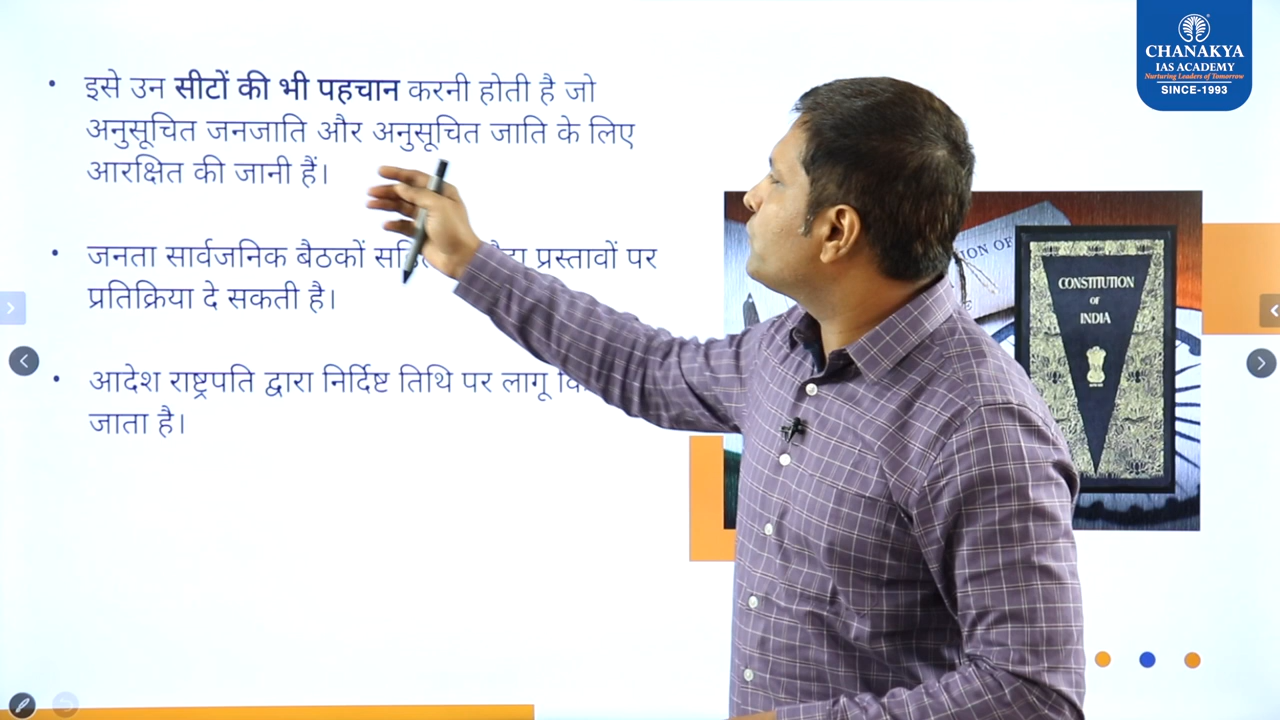 CHANAKYA
IAS ACADEMY
Nurturing Leaders of Tomorrow
SINCE-1993
• इसे उन सीटों की भी पहचान करनी होती है जो
अनुसूचित जनजाति और अनुसूचित जाति के लिए
आरक्षित की जानी हैं।
• जनता सार्वजनिक बैठकों प्रस्तावों पर
प्रतिक्रिया दे सकती है।
• आदेश राष्ट्रपति द्वारा निर्दिष्ट तिथि पर लागू
जाता है।
CONSTITUTION
OF
INDIA